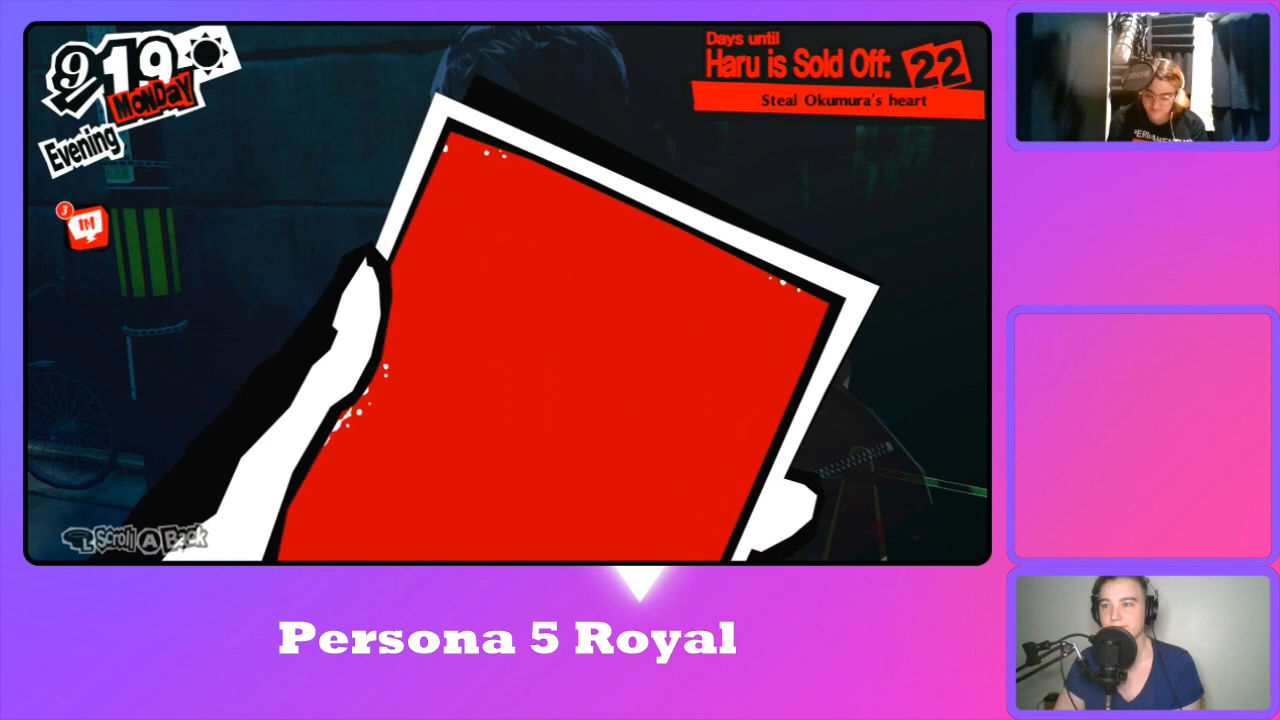 9/19
MONDAY
Evening
3
IM
Days until
Haru is Sold Off: 22
Steal Okumura's heart
L Scroll A Back
Persona 5 Royal